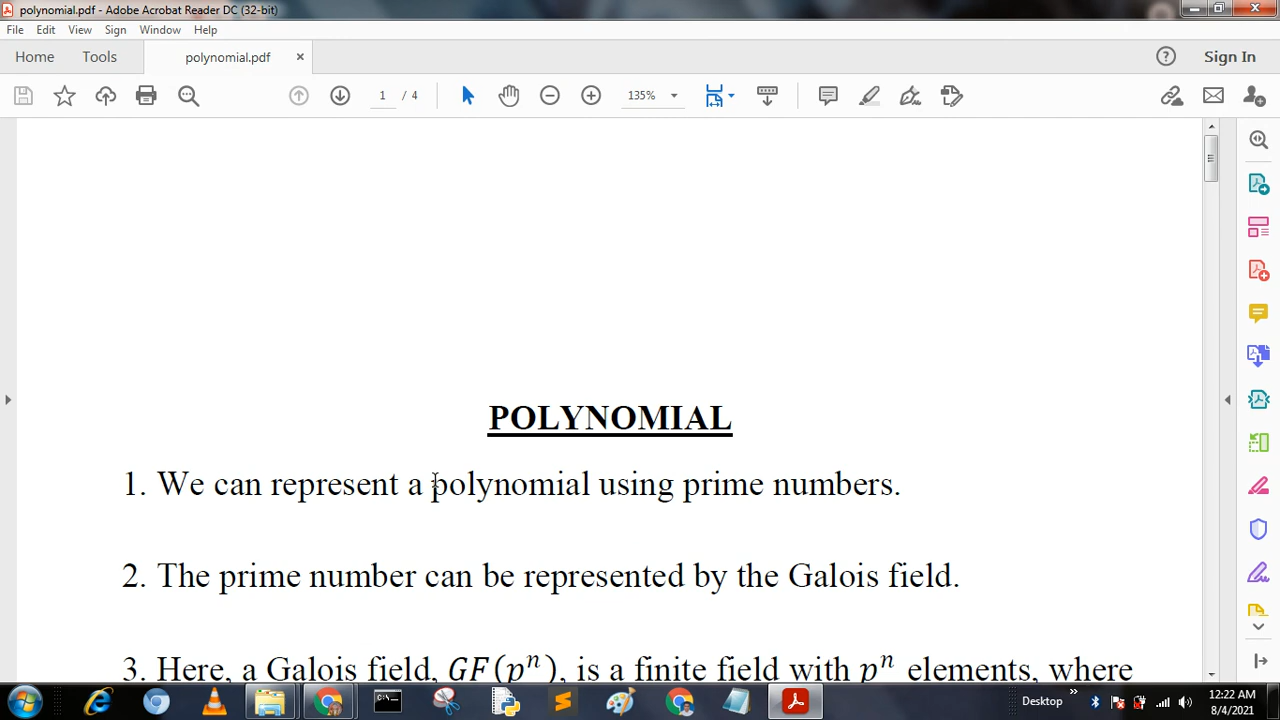 polynomial.pdf - Adobe Acrobat Reader DC (32-bit)
File Edit View Sign Window Help
Home Tools polynomial.pdf × Sign In
1 / 4 135%
POLYNOMIAL
1. We can represent a polynomial using prime numbers.
2. The prime number can be represented by the Galois field.
3. Here, a Galois field, GF(pⁿ), is a finite field with pⁿ elements, where
Desktop » 12:22 AM
8/4/2021